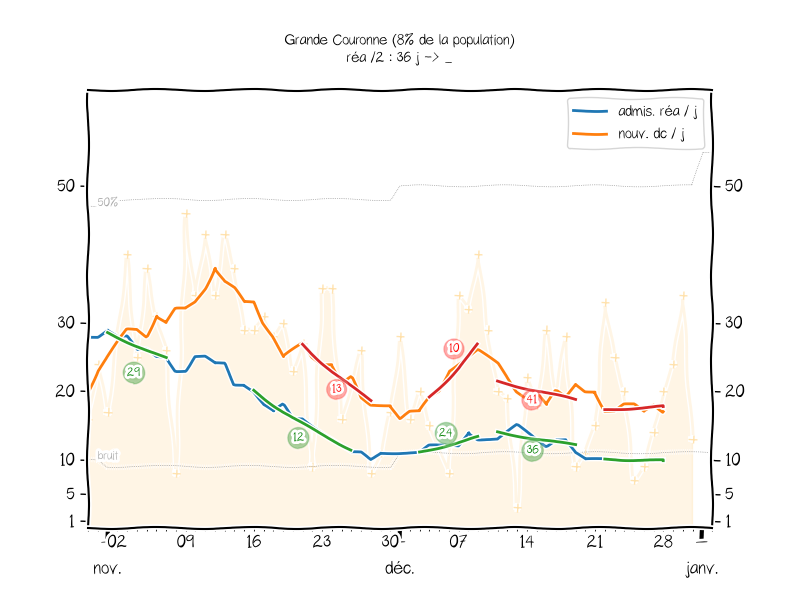 Grande Couronne (8% de la population)
réa /2 : 36 j -> _
admis. réa / j
nouv. dc / j
50 50
50%
30 30
10
29 20 13 41 20
24
12 36
bruit
10 10
5 5
1 1
02 09 16 23 30 07 14 21 28
nov. déc. janv.